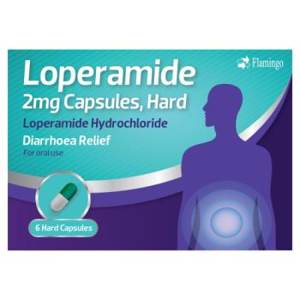 Flamingo
Loperamide
2mg Capsules, Hard
Loperamide Hydrochloride
Diarrhoea Relief
For oral use
6 Hard Capsules